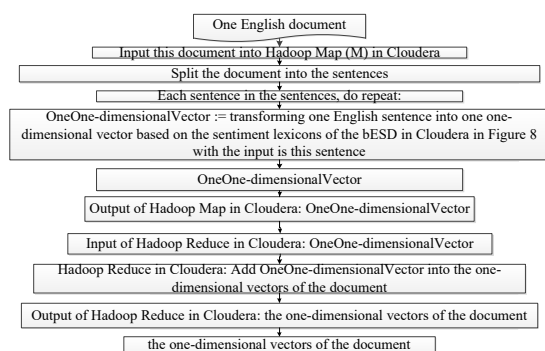 One English document
Input this document into Hadoop Map (M) in Cloudera
Split the document into the sentences
Each sentence in the sentences, do repeat:
OneOne-dimensionalVector := transforming one English sentence into one one-
dimensional vector based on the sentiment lexicons of the bESD in Cloudera in Figure 8
with the input is this sentence
OneOne-dimensionalVector
Output of Hadoop Map in Cloudera: OneOne-dimensionalVector
Input of Hadoop Reduce in Cloudera: OneOne-dimensionalVector
Hadoop Reduce in Cloudera: Add OneOne-dimensionalVector into the one-
dimensional vectors of the document
Output of Hadoop Reduce in Cloudera: the one-dimensional vectors of the document
the one-dimensional vectors of the document